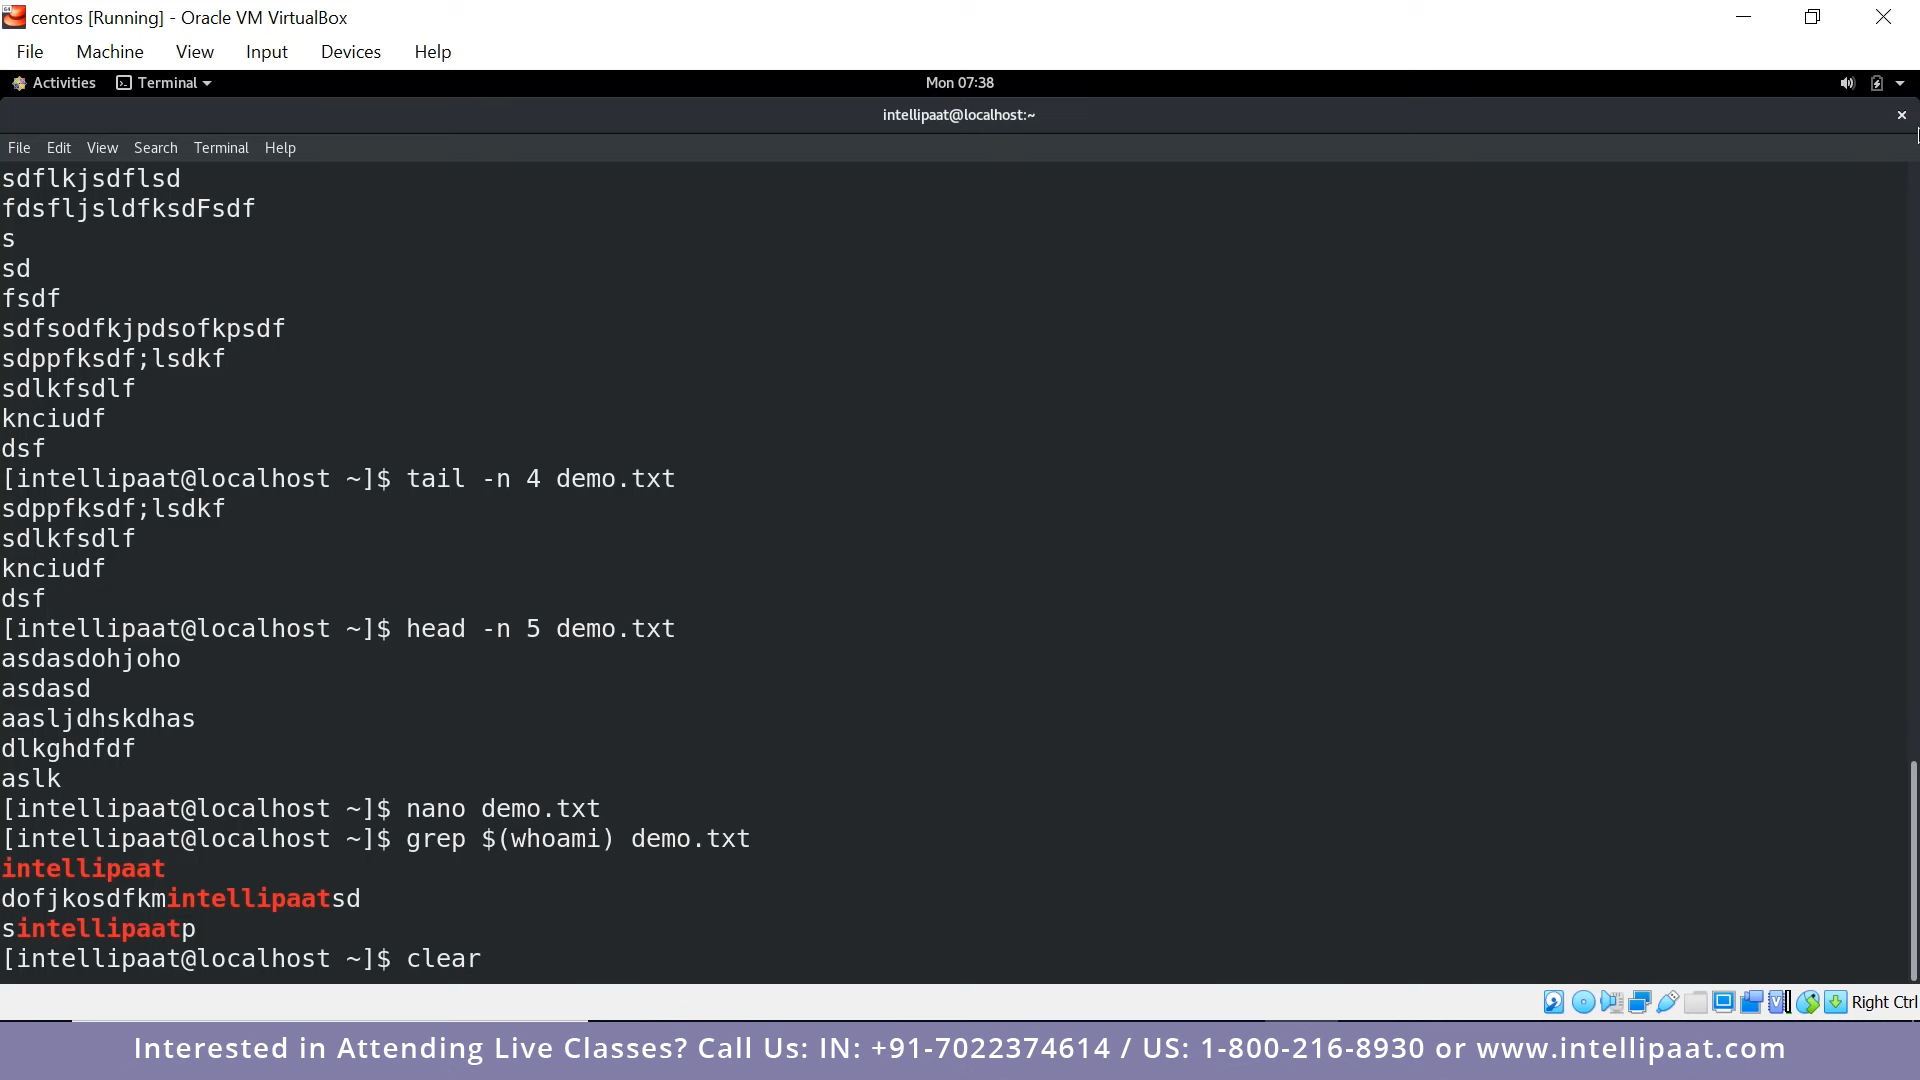 centos [Running] - Oracle VM VirtualBox
File Machine View Input Devices Help
Activities Terminal Mon 07:38
intellipaat@localhost:~
File Edit View Search Terminal Help
sdflkjsdflsd
fdsfljsldfksdFsdf
s
sd
fsdf
sdfsodfkjpdsofkpsdf
sdppfksdf;lsdkf
sdlkfsdlf
knciudf
dsf
[intellipaat@localhost ~]$ tail -n 4 demo.txt
sdppfksdf;lsdkf
sdlkfsdlf
knciudf
dsf
[intellipaat@localhost ~]$ head -n 5 demo.txt
asdasdohjoho
asdasd
aasljdhskdhas
dlkghdfdf
aslk
[intellipaat@localhost ~]$ nano demo.txt
[intellipaat@localhost ~]$ grep $(whoami) demo.txt
intellipaat
dofjkosdfkmintellipaatsd
sintellipaatp
[intellipaat@localhost ~]$ clear
Right Ctrl
Interested in Attending Live Classes? Call Us: IN: +91-7022374614 / US: 1-800-216-8930 or www.intellipaat.com